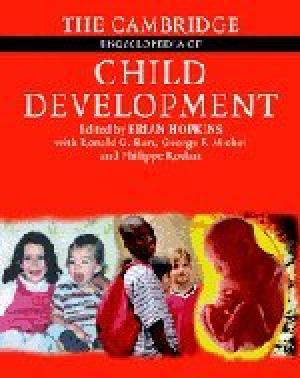 THE CAMBRIDGE
ENCYCLOPEDIA OF
CHILD
DEVELOPMENT
Edited by BRIAN HOPKINS
with Ronald G. Barr, George F. Michel
and Philippe Rochat